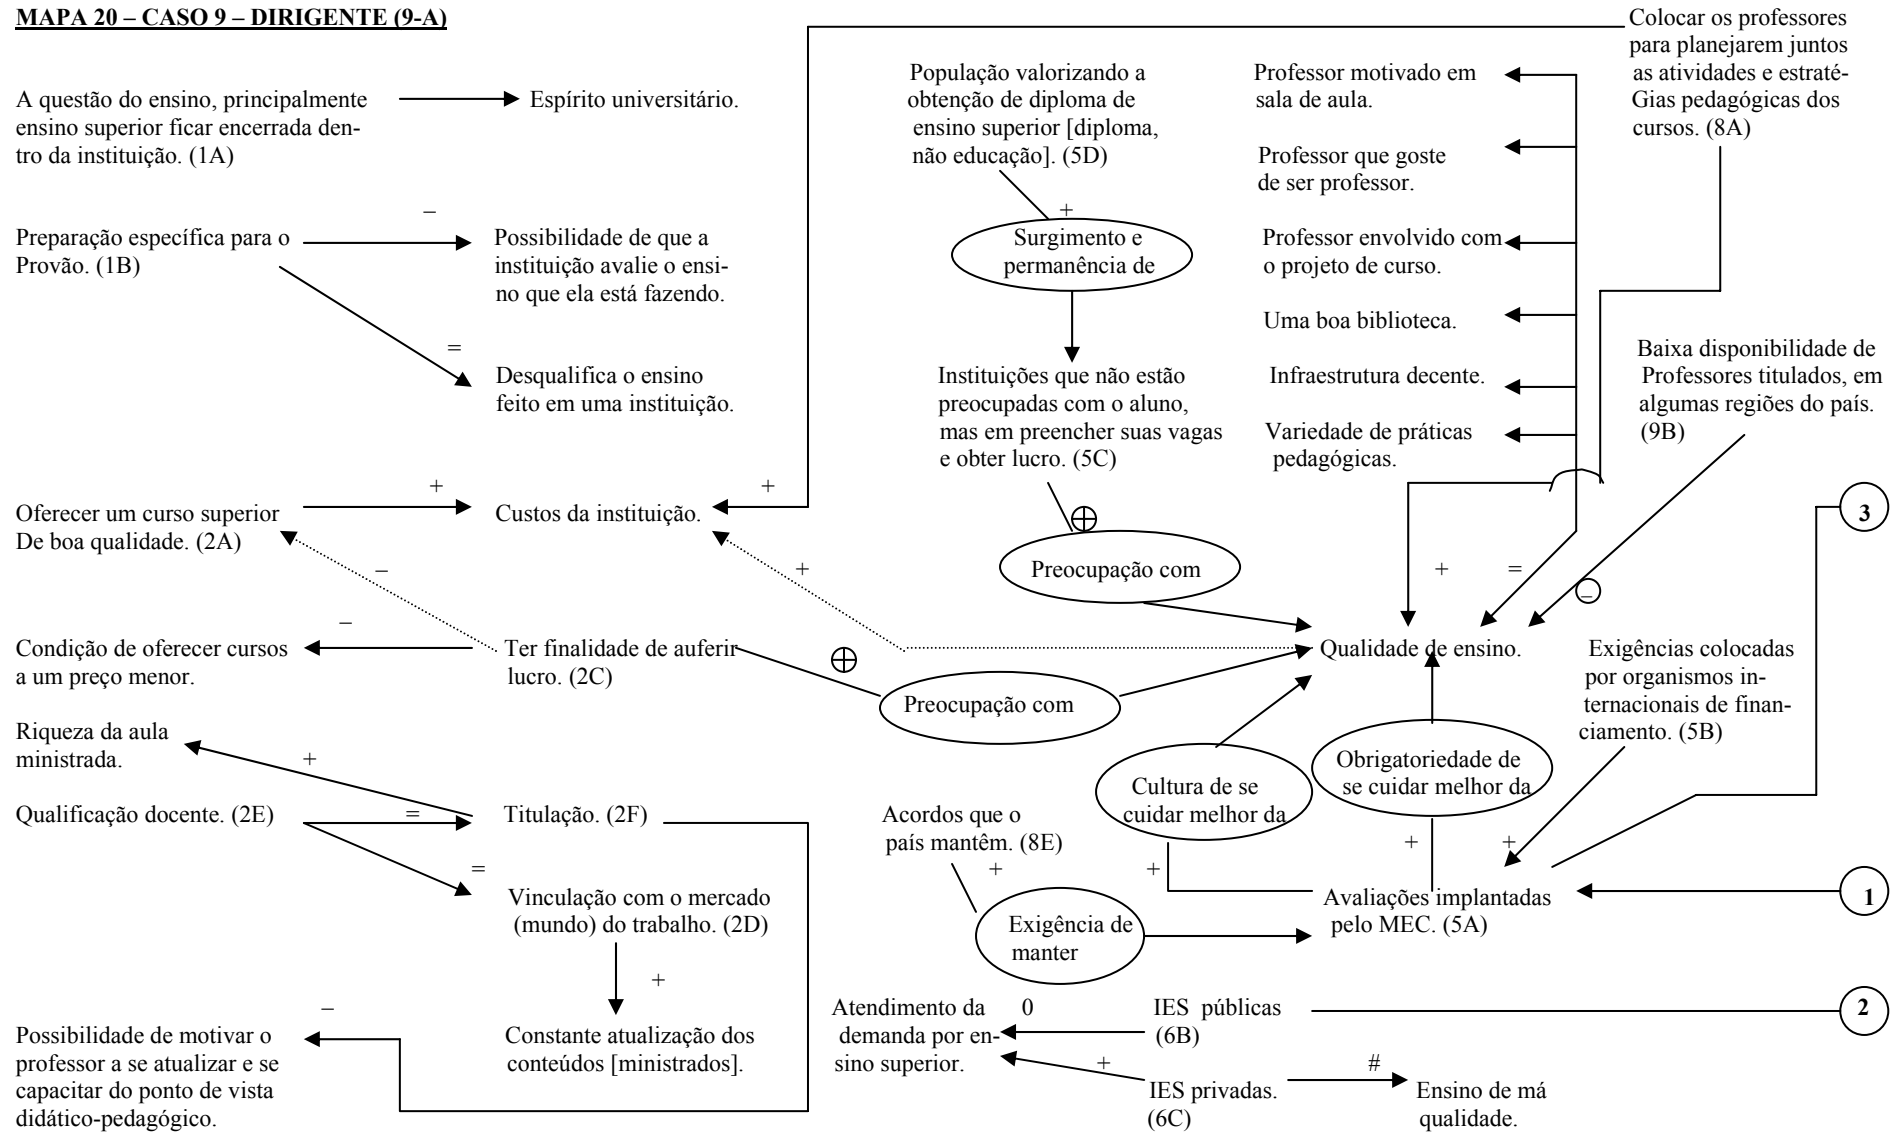 MAPA 20 – CASO 9 – DIRIGENTE (9-A)
Colocar os professores
para planejarem juntos
as atividades e estraté-
Gias pedagógicas dos
cursos. (8A)
A questão do ensino, principalmente
ensino superior ficar encerrada den-
tro da instituição. (1A)
Espírito universitário.
População valorizando a
obtenção de diploma de
ensino superior [diploma,
não educação]. (5D)
+
Surgimento e
permanência de
Professor motivado em
sala de aula.
Professor que goste
de ser professor.
Professor envolvido com
o projeto de curso.
Uma boa biblioteca.
Infraestrutura decente.
Variedade de práticas
pedagógicas.
Preparação específica para o
Provão. (1B)
–
Possibilidade de que a
instituição avalie o ensi-
no que ela está fazendo.
=
Desqualifica o ensino
feito em uma instituição.
Instituições que não estão
preocupadas com o aluno,
mas em preencher suas vagas
e obter lucro. (5C)
Baixa disponibilidade de
Professores titulados, em
algumas regiões do país.
(9B)
Oferecer um curso superior
De boa qualidade. (2A)
+
Custos da instituição.
+
–
+
⊕
Preocupação com
+
=
–
3
Condição de oferecer cursos
a um preço menor.
–
Ter finalidade de auferir
lucro. (2C)
⊕
Preocupação com
Qualidade de ensino.
Exigências colocadas
por organismos in-
ternacionais de finan-
ciamento. (5B)
Riqueza da aula
ministrada.
+
Qualificação docente. (2E)
=
Titulação. (2F)
=
Vinculação com o mercado
(mundo) do trabalho. (2D)
+
Constante atualização dos
conteúdos [ministrados].
–
Possibilidade de motivar o
professor a se atualizar e se
capacitar do ponto de vista
didático-pedagógico.
Cultura de se
cuidar melhor da
Obrigatoriedade de
se cuidar melhor da
Acordos que o
país mantêm. (8E)
+
+
+
+
Exigência de
manter
Avaliações implantadas
pelo MEC. (5A)
1
Atendimento da
demanda por en-
sino superior.
0
IES públicas
(6B)
2
+
IES privadas.
(6C)
#
Ensino de má
qualidade.